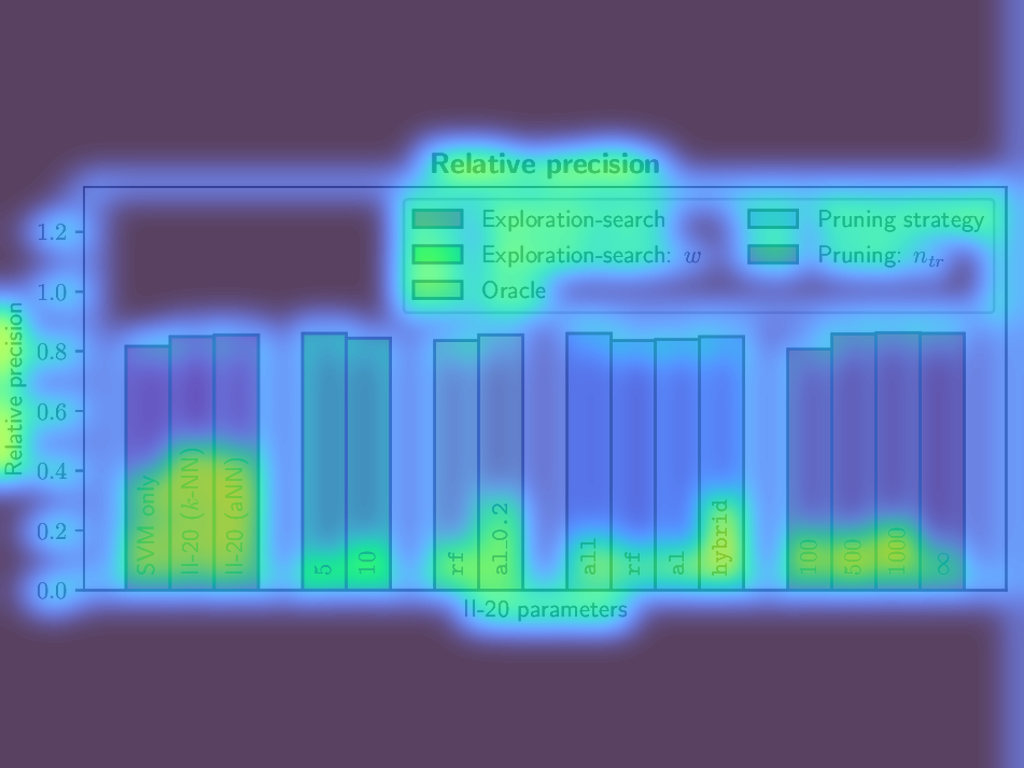 Relative precision
Exploration-search
Exploration-search: w
Oracle
Pruning strategy
Pruning: n_tr
Relative precision
1.2
1.0
0.8
0.6
0.4
0.2
0.0
SVM only
II-20 (k-NN)
II-20 (aNN)
5
10
rf
al0.2
all
rf
al
hybrid
100
500
1000
∞
II-20 parameters